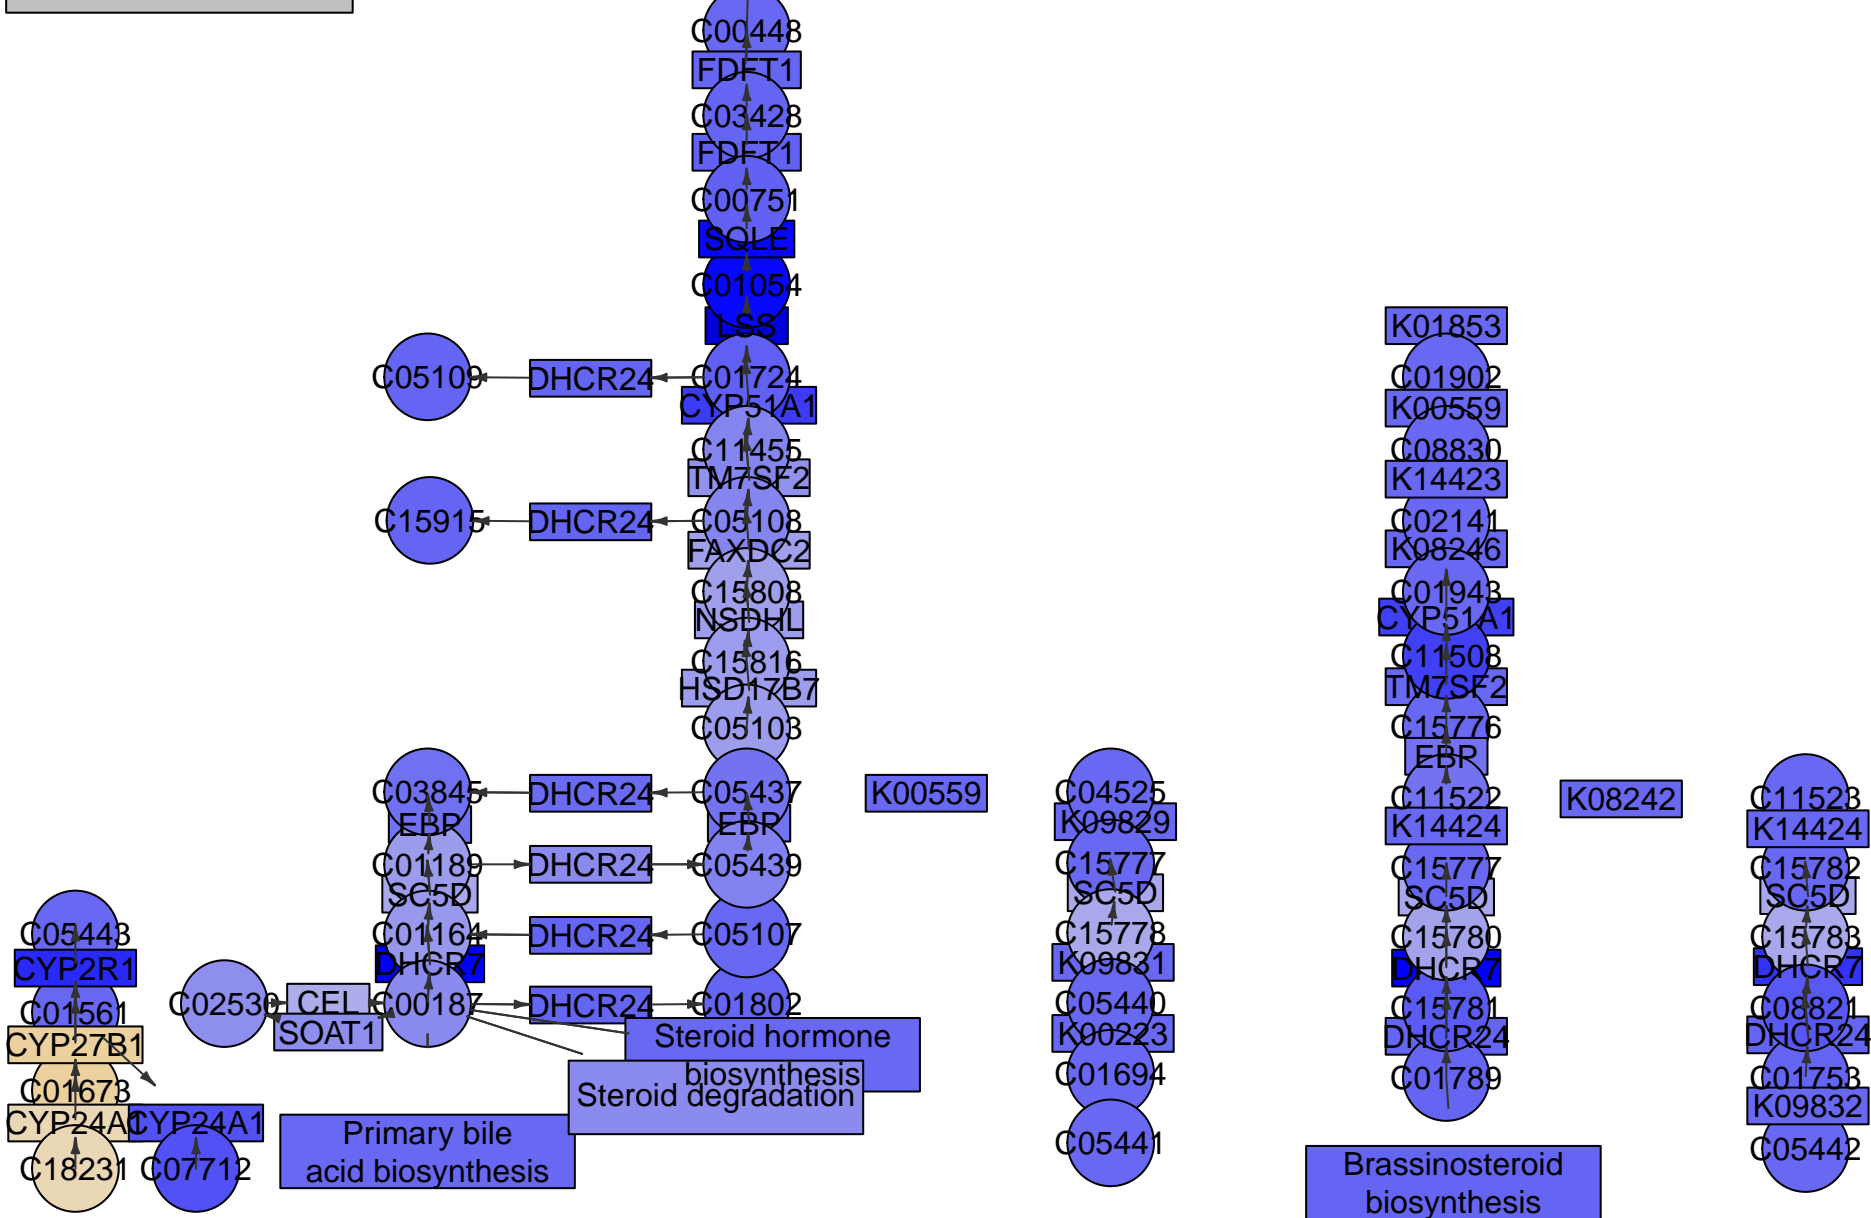 C00448
FDFT1
C03428
FDFT1
C00751
SQLE
C01054
LSS
C05109
DHCR24
C01724
CYP51A1
C11455
TM7SF2
C15915
DHCR24
C05108
FAXDC2
C15808
NSDHL
C15816
HSD17B7
C05103
C03845
DHCR24
C05437
EBP
EBP
C01189
DHCR24
C05439
SC5D
C01164
DHCR24
C05107
DHCR7
C02530
CEL
SOAT1
C00187
DHCR24
C01802
C05443
CYP2R1
C01561
CYP27B1
C01673
CYP24A1
CYP24A1
C18231
C07712
Steroid hormone
biosynthesis
Steroid degradation
Primary bile
acid biosynthesis
K00559
C04525
K09829
C15777
SC5D
C15778
K09831
C05440
K00223
C01694
C05441
K01853
C01902
K00559
C08830
K14423
C02141
K08246
C01943
CYP51A1
C11508
TM7SF2
C15776
EBP
C11522
K14424
C15777
SC5D
C15780
DHCR7
C15781
DHCR24
C01789
Brassinosteroid
biosynthesis
K08242
C11523
K14424
C15782
SC5D
C15783
DHCR7
C08821
DHCR24
C01753
K09832
C05442